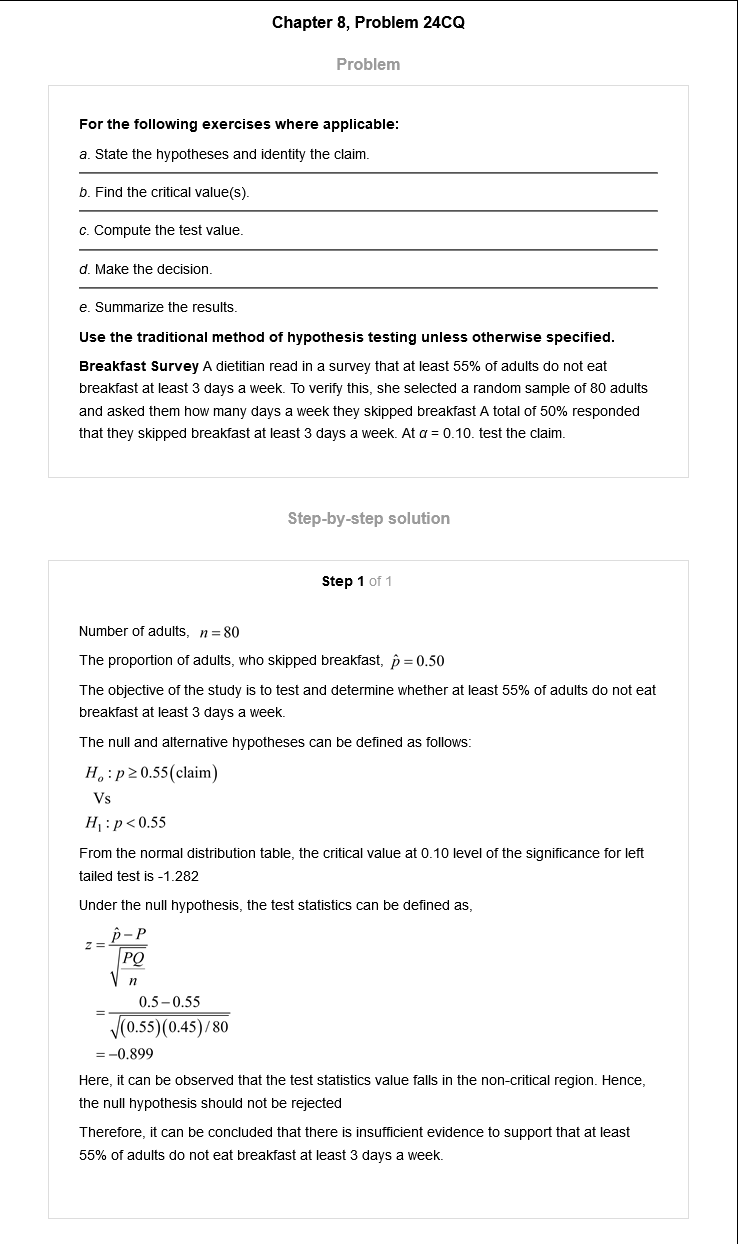 Chapter 8, Problem 24CQ
Problem
For the following exercises where applicable:
a. State the hypotheses and identity the claim.
b. Find the critical value(s).
c. Compute the test value.
d. Make the decision.
e. Summarize the results.
Use the traditional method of hypothesis testing unless otherwise specified.
Breakfast Survey A dietitian read in a survey that at least 55% of adults do not eat
breakfast at least 3 days a week. To verify this, she selected a random sample of 80 adults
and asked them how many days a week they skipped breakfast A total of 50% responded
that they skipped breakfast at least 3 days a week. At α = 0.10. test the claim.
Step-by-step solution
Step 1 of 1
Number of adults, n = 80
The proportion of adults, who skipped breakfast, p̂ = 0.50
The objective of the study is to test and determine whether at least 55% of adults do not eat
breakfast at least 3 days a week.
The null and alternative hypotheses can be defined as follows:
Hₒ : p ≥ 0.55(claim)
Vs
H₁ : p < 0.55
From the normal distribution table, the critical value at 0.10 level of the significance for left
tailed test is -1.282
Under the null hypothesis, the test statistics can be defined as,
z = (p̂ − P) / √(PQ / n)
= (0.5 − 0.55) / √((0.55)(0.45) / 80)
= −0.899
Here, it can be observed that the test statistics value falls in the non-critical region. Hence,
the null hypothesis should not be rejected
Therefore, it can be concluded that there is insufficient evidence to support that at least
55% of adults do not eat breakfast at least 3 days a week.